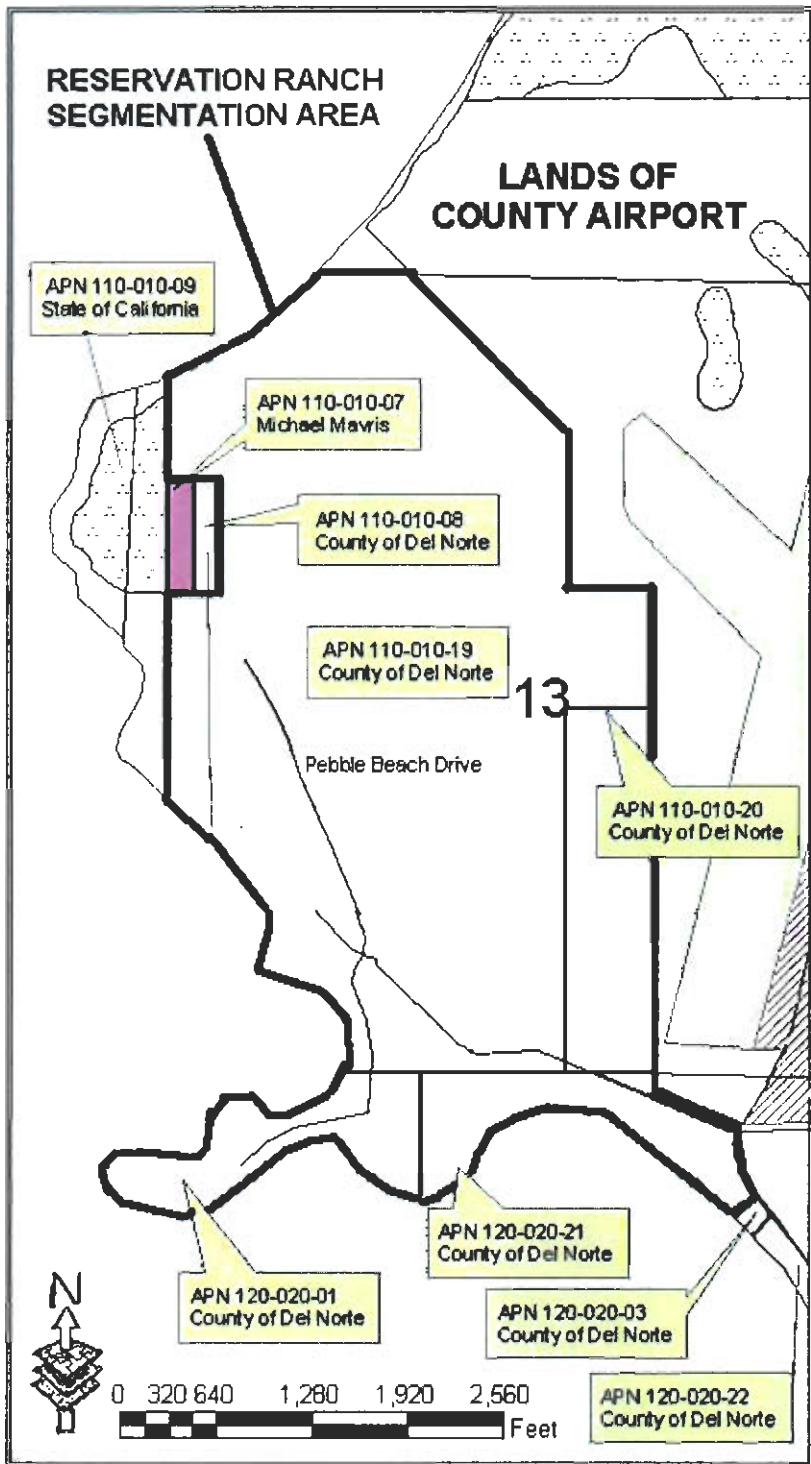 RESERVATION RANCH
SEGMENTATION AREA
LANDS OF
COUNTY AIRPORT
APN 110-010-09
State of California
APN 110-010-07
Michael Mavris
APN 110-010-08
County of Del Norte
APN 110-010-19
County of Del Norte
13
Pebble Beach Drive
APN 110-010-20
County of Del Norte
APN 120-020-21
County of Del Norte
APN 120-020-01
County of Del Norte
APN 120-020-03
County of Del Norte
APN 120-020-22
County of Del Norte
N
0 320 640 1,280 1,920 2,560
Feet